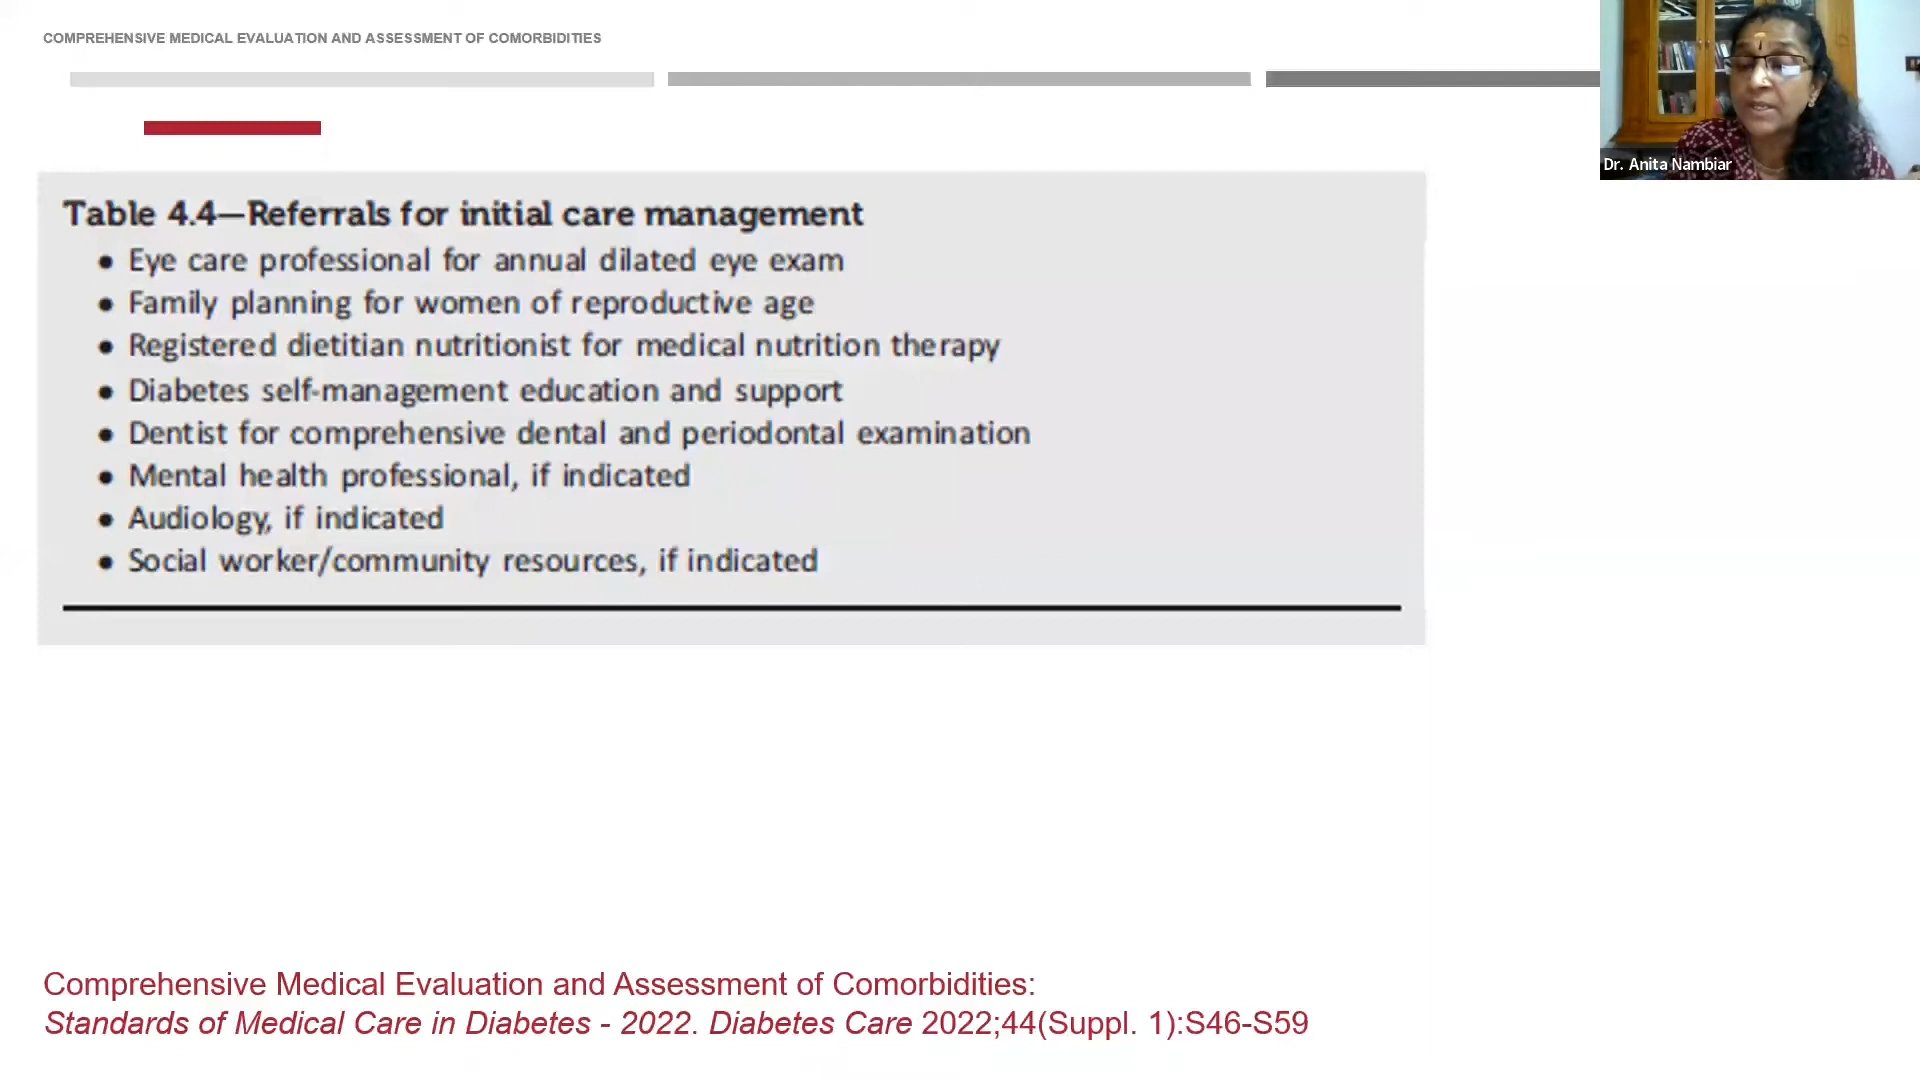 COMPREHENSIVE MEDICAL EVALUATION AND ASSESSMENT OF COMORBIDITIES
Dr. Anita Nambiar
Table 4.4—Referrals for initial care management
• Eye care professional for annual dilated eye exam
• Family planning for women of reproductive age
• Registered dietitian nutritionist for medical nutrition therapy
• Diabetes self-management education and support
• Dentist for comprehensive dental and periodontal examination
• Mental health professional, if indicated
• Audiology, if indicated
• Social worker/community resources, if indicated
Comprehensive Medical Evaluation and Assessment of Comorbidities:
Standards of Medical Care in Diabetes - 2022. Diabetes Care 2022;44(Suppl. 1):S46-S59